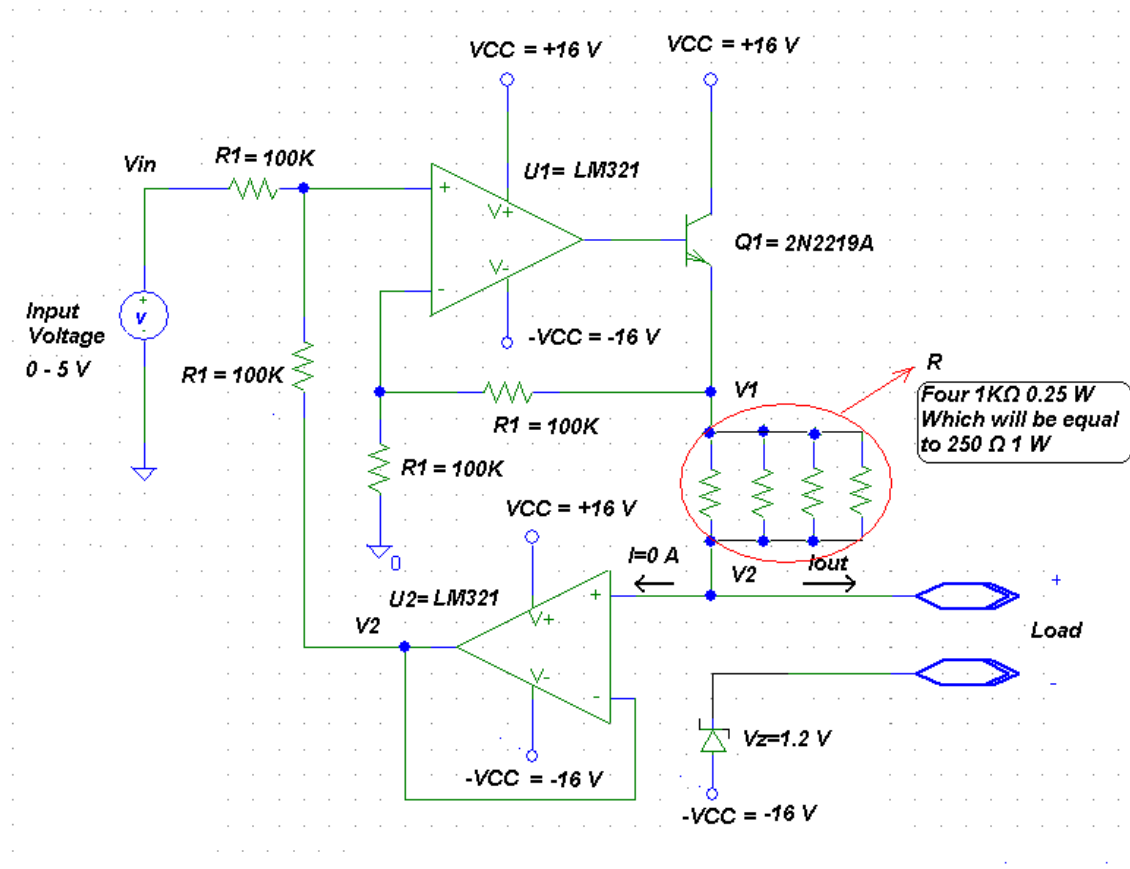 VCC = +16 V
VCC = +16 V
Vin
R1= 100K
U1= LM321
+
V+
V-
-
Q1= 2N2219A
Input
Voltage
0 - 5 V
+
V
-
-VCC = -16 V
R1= 100K
R1= 100K
V1
R
Four 1KΩ 0.25 W
Which will be equal
to 250 Ω 1 W
R1= 100K
0
VCC = +16 V
I=0 A
V2
Iout
U2= LM321
V2
+
V+
V-
-
+
Load
-
Vz=1.2 V
-VCC = -16 V
-VCC = -16 V